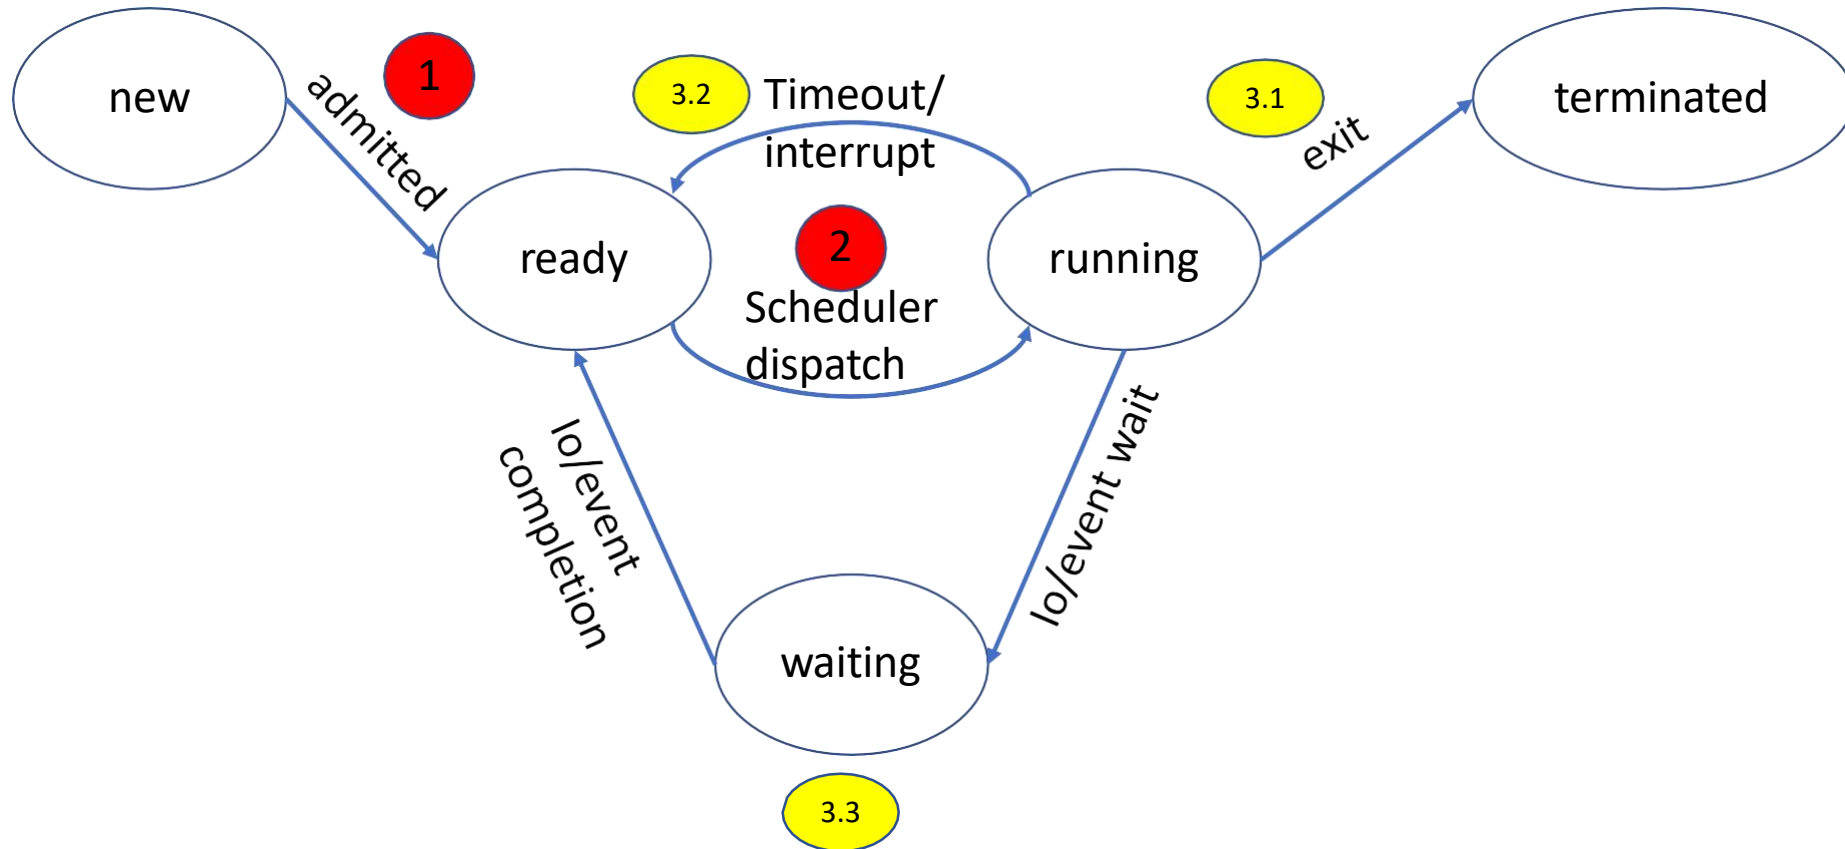 new
admitted
1
3.2
Timeout/
interrupt
3.1
exit
terminated
ready
2
Scheduler
dispatch
running
Io/event
completion
Io/event wait
waiting
3.3